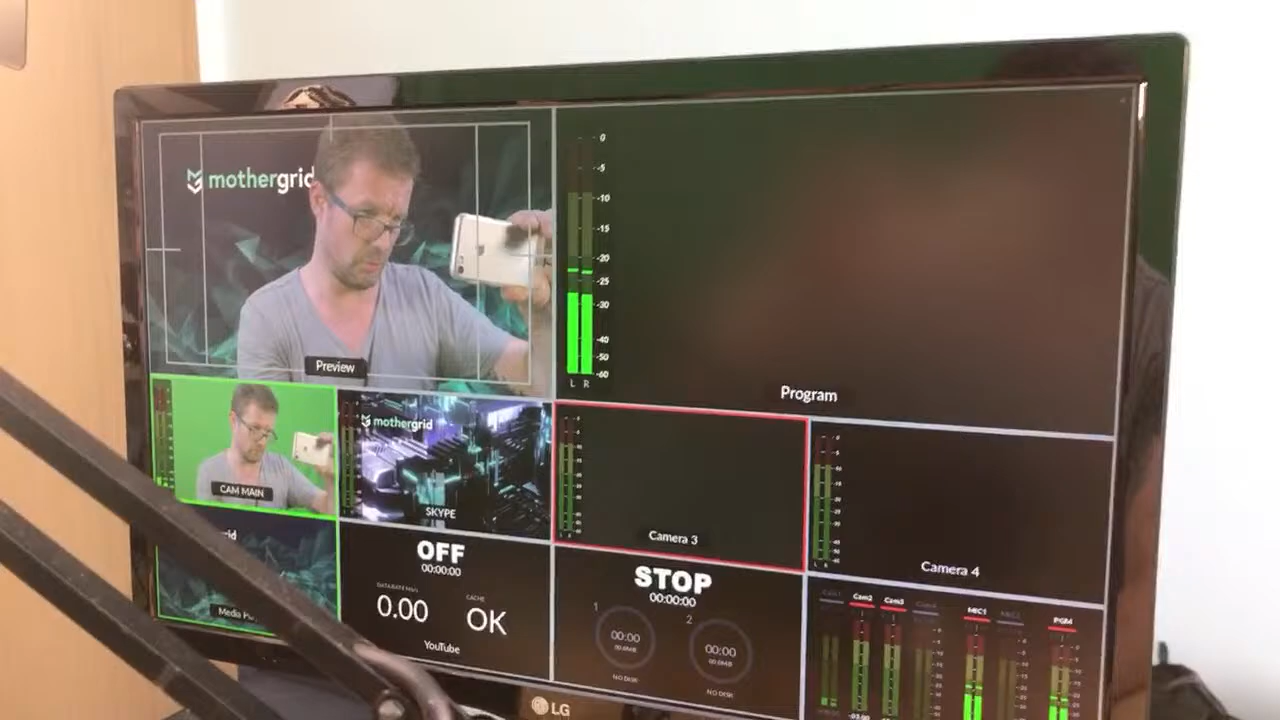 mothergrid
Preview
0
-5
-10
-15
-20
-25
-30
-40
-50
-60
L R
Program
CAM MAIN
mothergrid
SKYPE
Camera 3
Camera 4
Media
OFF
00:00:00
CACHE
0.00
OK
YouTube
STOP
00:00:00
1
2
00:00
00:00
NO DISK
NO DISK
Cam2
Cam3
MIC1
PGM
LG